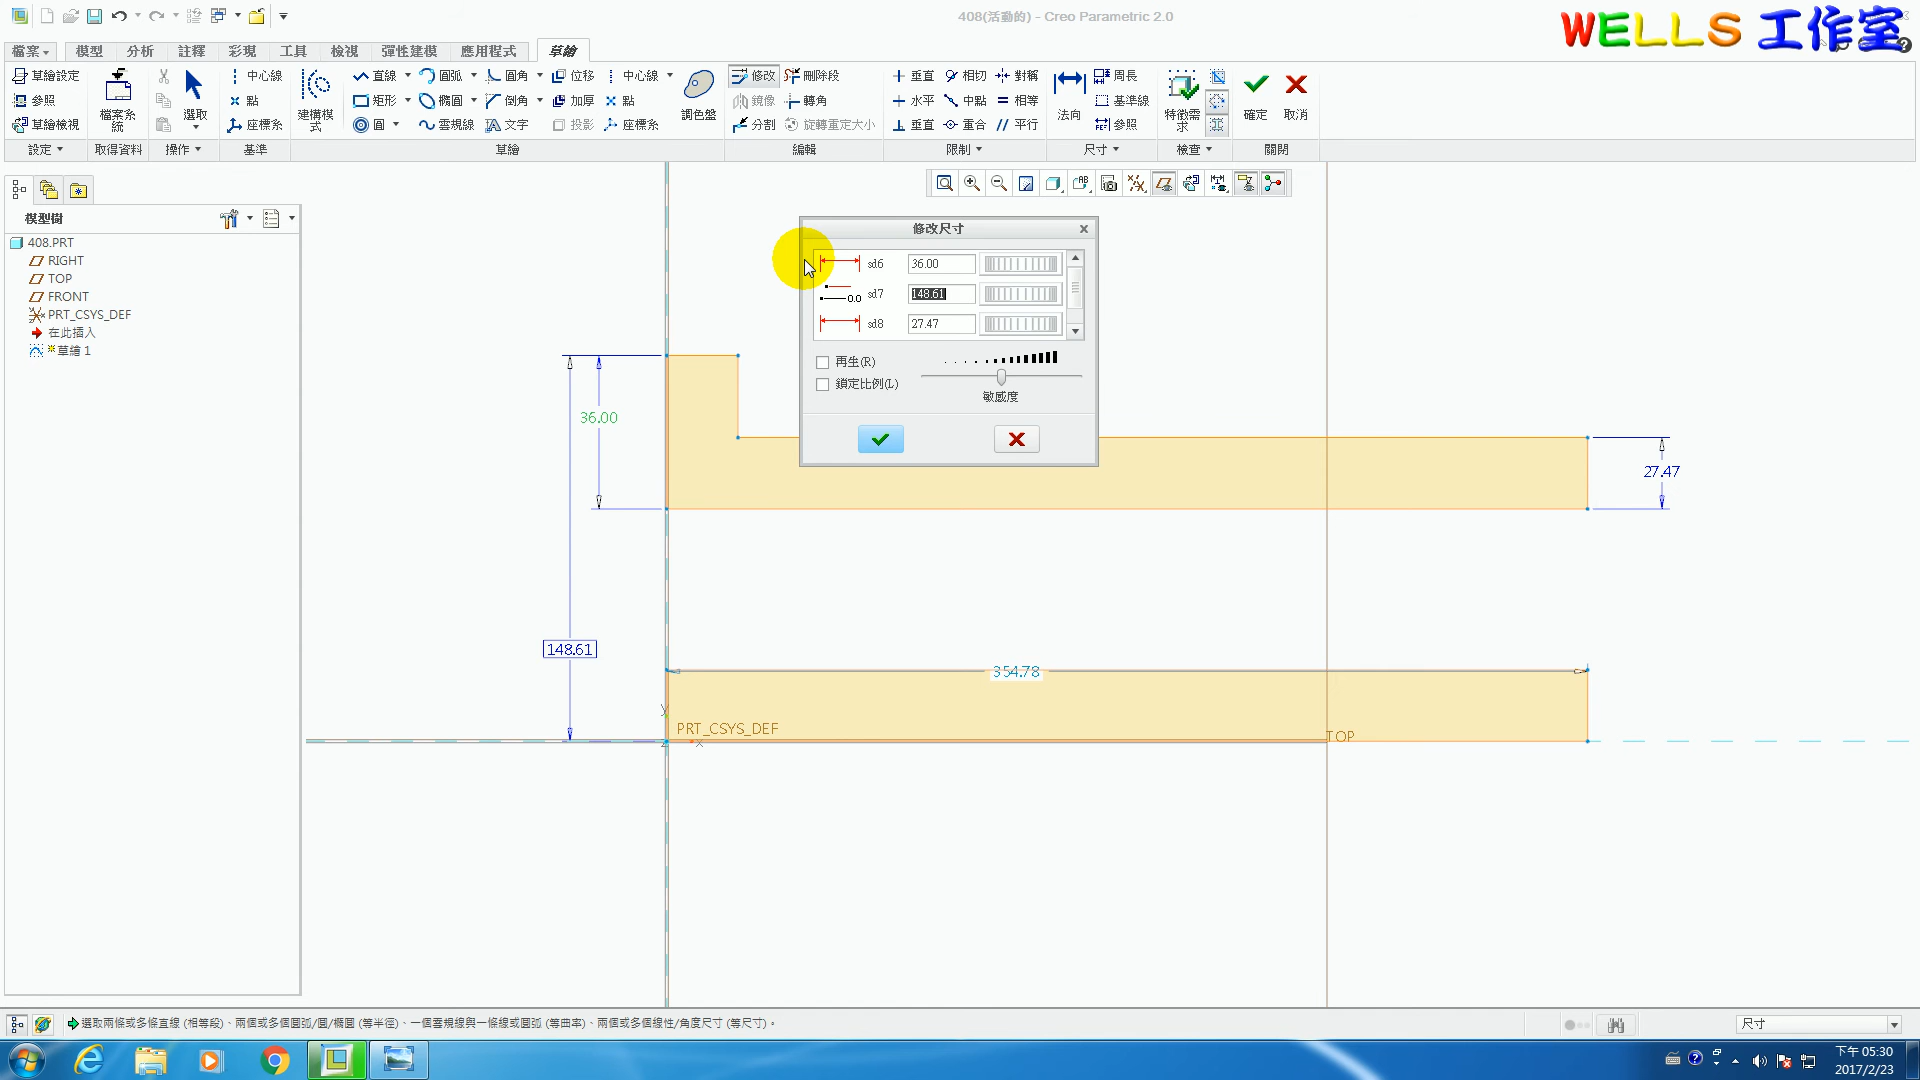 408(活動的) - Creo Parametric 2.0
WELLS 工作室
檔案 模型 分析 註釋 彩現 工具 檢視 彈性建模 應用程式 草繪
草繪設定 中心線 直線 圓弧 圓角 位移 中心線 修改 刪除段 垂直 相切 對稱 周長
參照 點 矩形 橢圓 倒角 加厚 點 鏡像 轉角 水平 中點 相等 基準線
草繪檢視 座標系 圓 雲規線 文字 投影 座標系 分割 旋轉重定大小 垂直 重合 平行 參照
檔案系統 選取 建構模式 調色盤 法向 特徵需求 確定 取消
設定 取得資料 操作 基準 草繪 編輯 限制 尺寸 檢查 關閉
模型樹
408.PRT
RIGHT
TOP
FRONT
PRT_CSYS_DEF
在此插入
草繪 1
修改尺寸
sd6 36.00
0.0 sd7 148.61
sd8 27.47
再生(R)
鎖定比例(L)
敏感度
36.00
27.47
148.61
354.78
y
PRT_CSYS_DEF
x
TOP
選取兩條或多條直線 (相等段)、兩個或多個圓弧/圓/橢圓 (等半徑)、一個雲規線與一條線或圓弧 (等曲率)、兩個或多個線性/角度尺寸 (等尺寸)。
尺寸
下午 05:30
2017/2/23